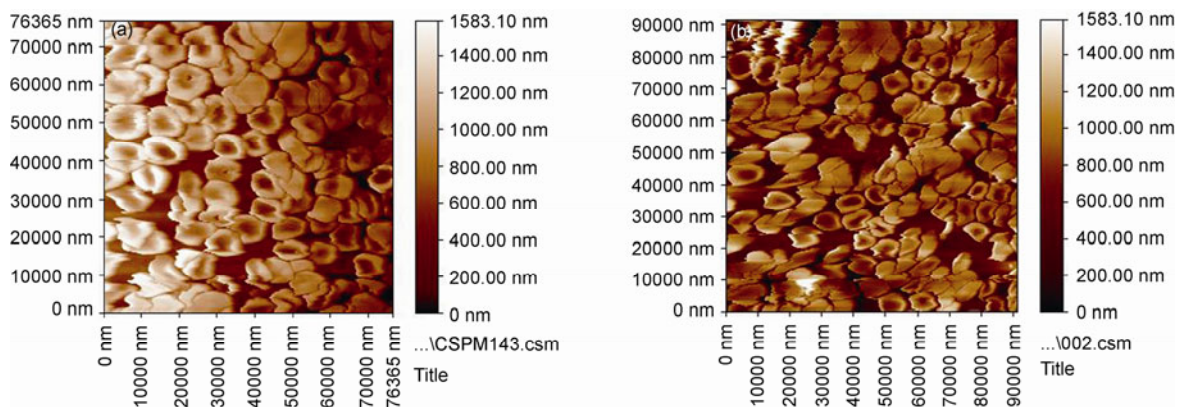 (a)
76365 nm
70000 nm
60000 nm
50000 nm
40000 nm
30000 nm
20000 nm
10000 nm
0 nm
0 nm
10000 nm
20000 nm
30000 nm
40000 nm
50000 nm
60000 nm
70000 nm
76365 nm
1583.10 nm
1400.00 nm
1200.00 nm
1000.00 nm
800.00 nm
600.00 nm
400.00 nm
200.00 nm
0 nm
...\CSPM143.csm
Title
(b)
90000 nm
80000 nm
70000 nm
60000 nm
50000 nm
40000 nm
30000 nm
20000 nm
10000 nm
0 nm
0 nm
10000 nm
20000 nm
30000 nm
40000 nm
50000 nm
60000 nm
70000 nm
80000 nm
90000 nm
1583.10 nm
1400.00 nm
1200.00 nm
1000.00 nm
800.00 nm
600.00 nm
400.00 nm
200.00 nm
0 nm
...\002.csm
Title